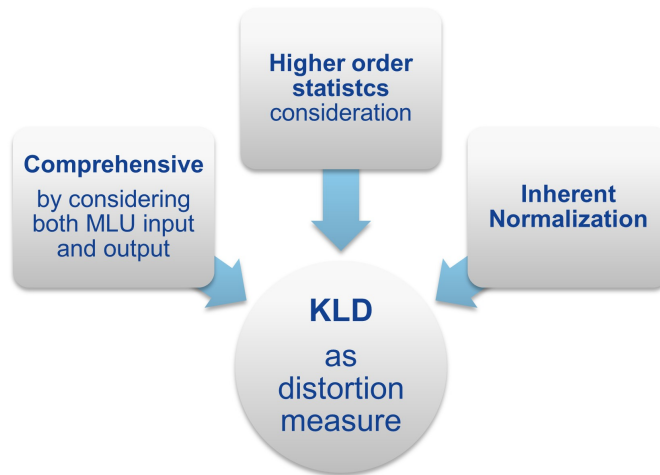 Higher order
statistcs
consideration
Comprehensive
by considering
both MLU input
and output
Inherent
Normalization
KLD
as
distortion
measure